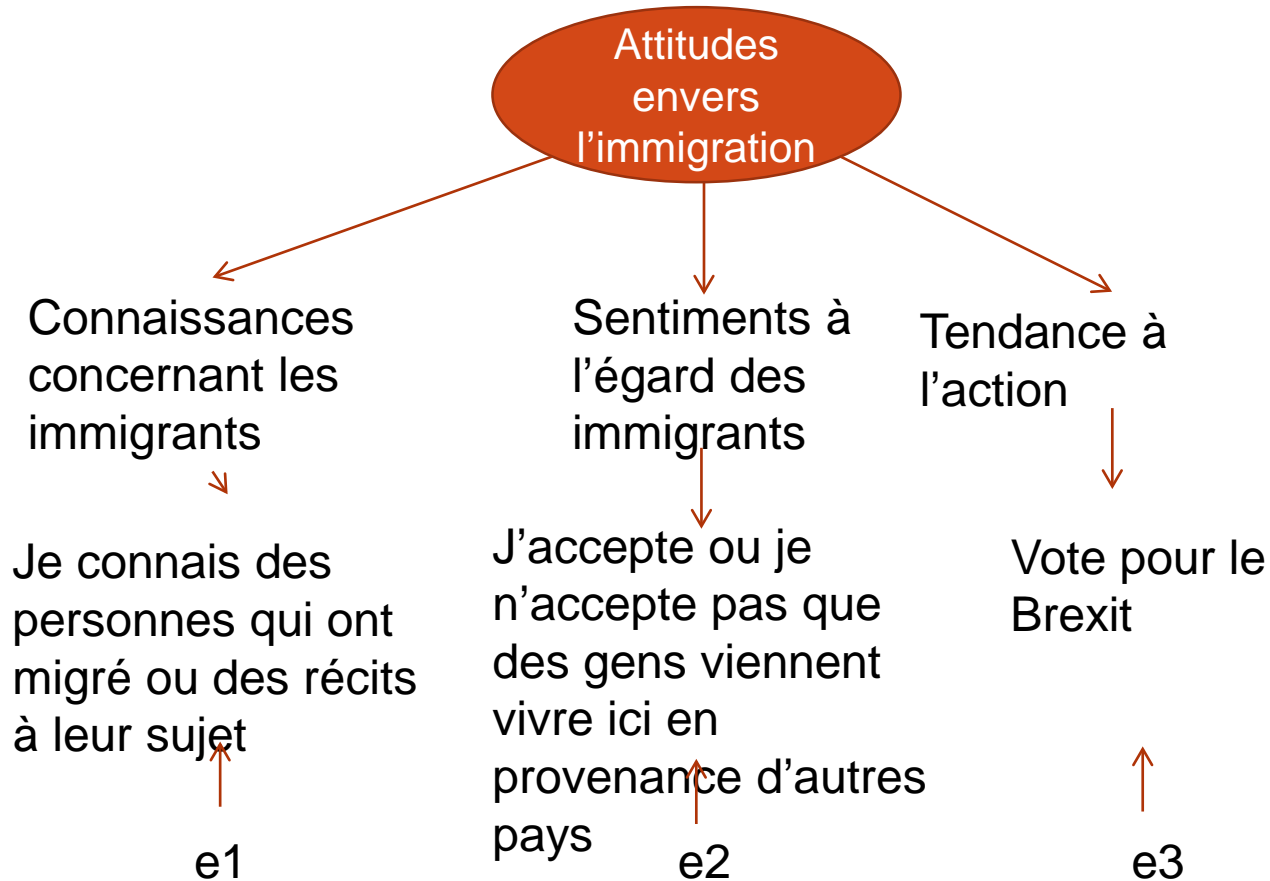 Attitudes
envers
l'immigration
Connaissances
concernant les
immigrants
Sentiments à
l'égard des
immigrants
Tendance à
l'action
Je connais des
personnes qui ont
migré ou des récits
à leur sujet
J'accepte ou je
n'accepte pas que
des gens viennent
vivre ici en
provenance d'autres
pays
Vote pour le
Brexit
e1
e2
e3